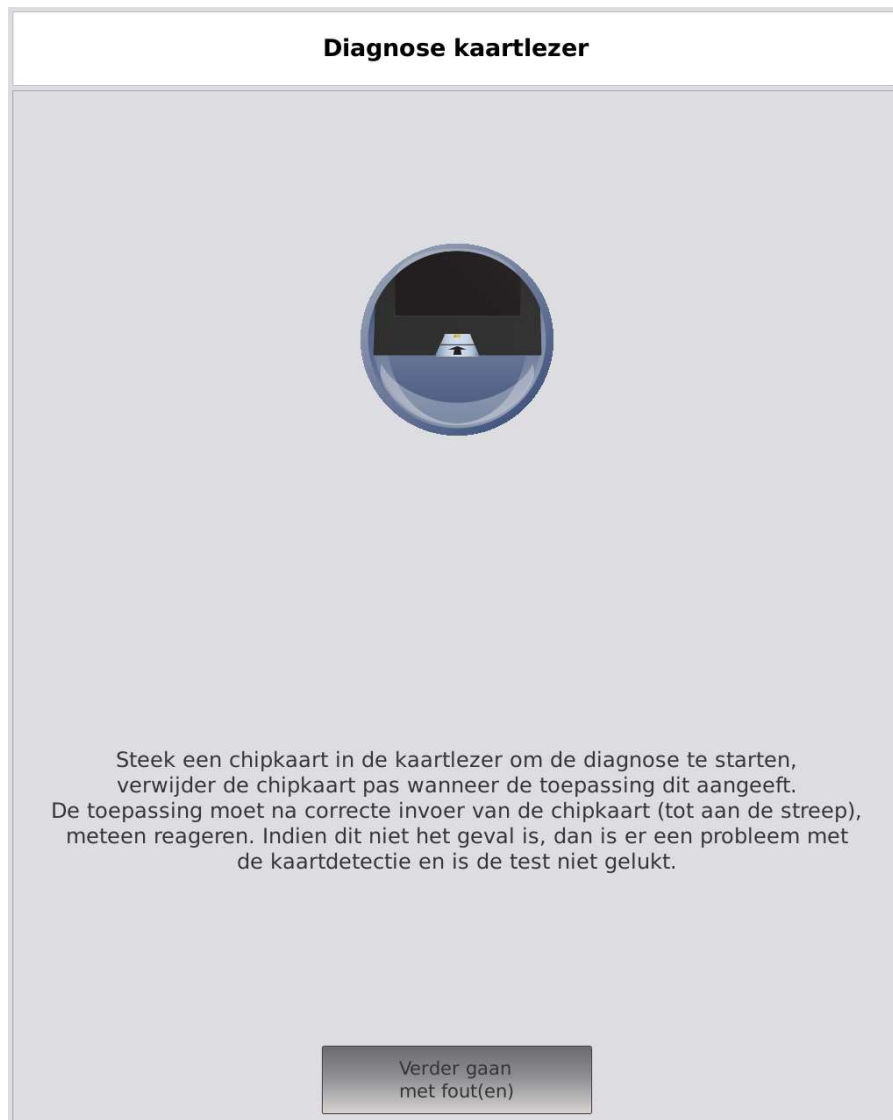 Diagnose kaartlezer
Steek een chipkaart in de kaartlezer om de diagnose te starten,
verwijder de chipkaart pas wanneer de toepassing dit aangeeft.
De toepassing moet na correcte invoer van de chipkaart (tot aan de streep),
meteen reageren. Indien dit niet het geval is, dan is er een probleem met
de kaartdetectie en is de test niet gelukt.
Verder gaan
met fout(en)